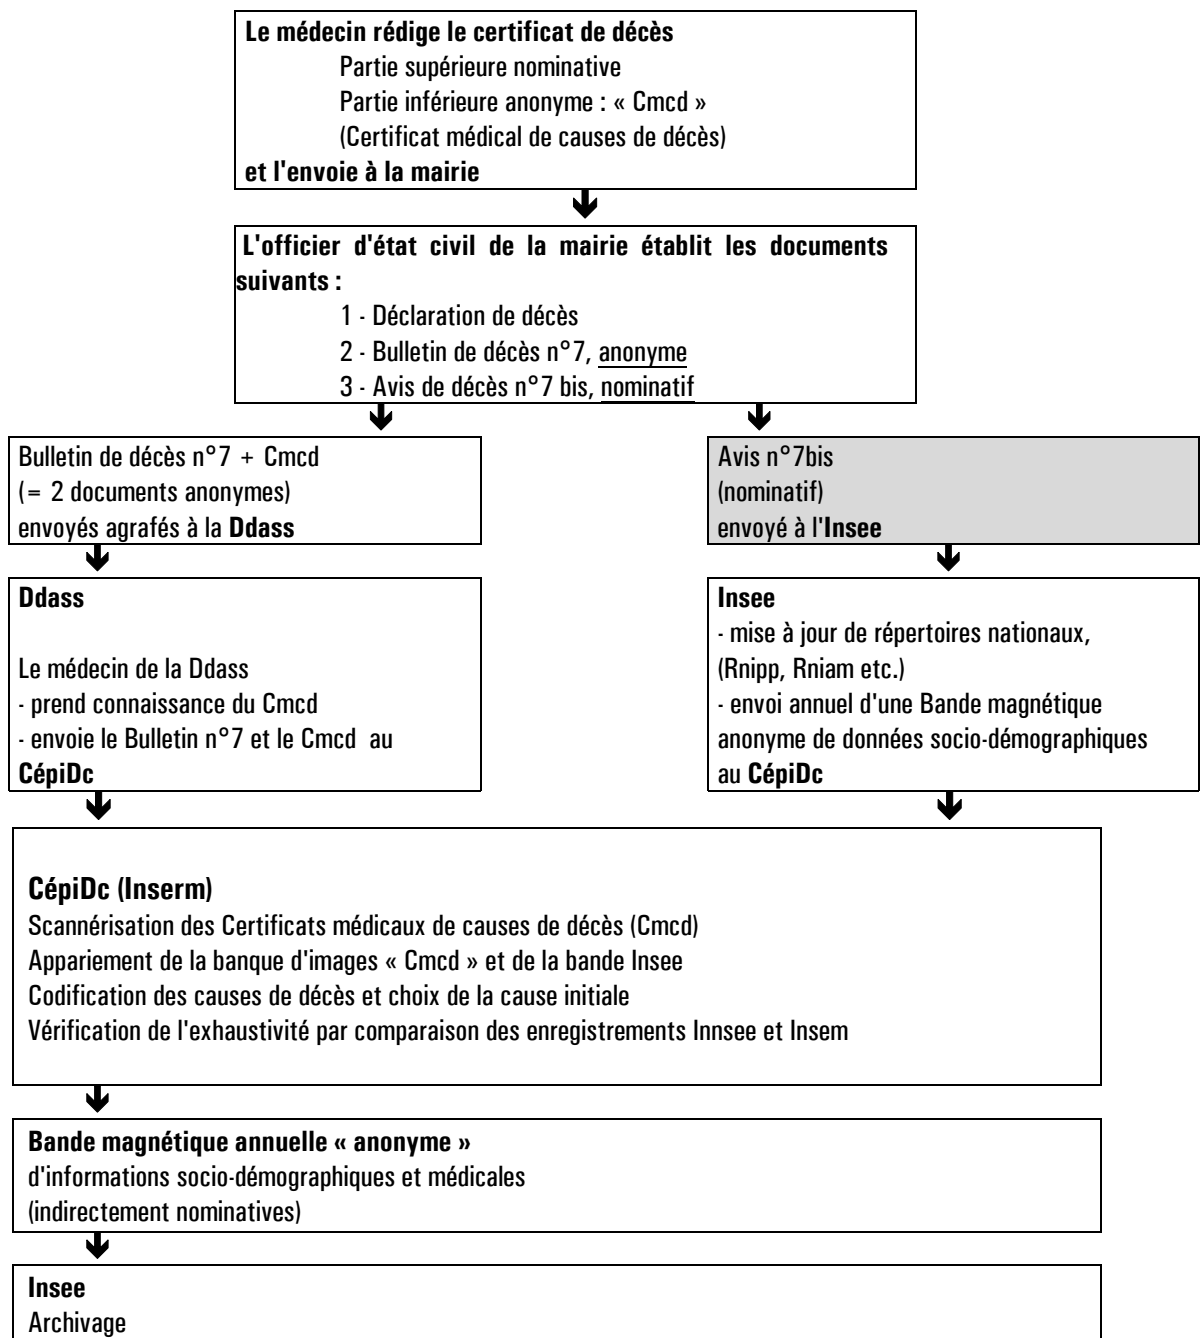 Le médecin rédige le certificat de décès
Partie supérieure nominative
Partie inférieure anonyme : « Cmcd »
(Certificat médical de causes de décès)
et l'envoie à la mairie
L'officier d'état civil de la mairie établit les documents
suivants :
1 - Déclaration de décès
2 - Bulletin de décès n°7, anonyme
3 - Avis de décès n°7 bis, nominatif
Bulletin de décès n°7 + Cmcd
(= 2 documents anonymes)
envoyés agrafés à la Ddass
Avis n°7bis
(nominatif)
envoyé à l'Insee
Ddass
Le médecin de la Ddass
- prend connaissance du Cmcd
- envoie le Bulletin n°7 et le Cmcd au
CépiDc
Insee
- mise à jour de répertoires nationaux,
(Rnipp, Rniam etc.)
- envoi annuel d'une Bande magnétique
anonyme de données socio-démographiques
au CépiDc
CépiDc (Inserm)
Scannérisation des Certificats médicaux de causes de décès (Cmcd)
Appariement de la banque d'images « Cmcd » et de la bande Insee
Codification des causes de décès et choix de la cause initiale
Vérification de l'exhaustivité par comparaison des enregistrements Innsee et Insem
Bande magnétique annuelle « anonyme »
d'informations socio-démographiques et médicales
(indirectement nominatives)
Insee
Archivage